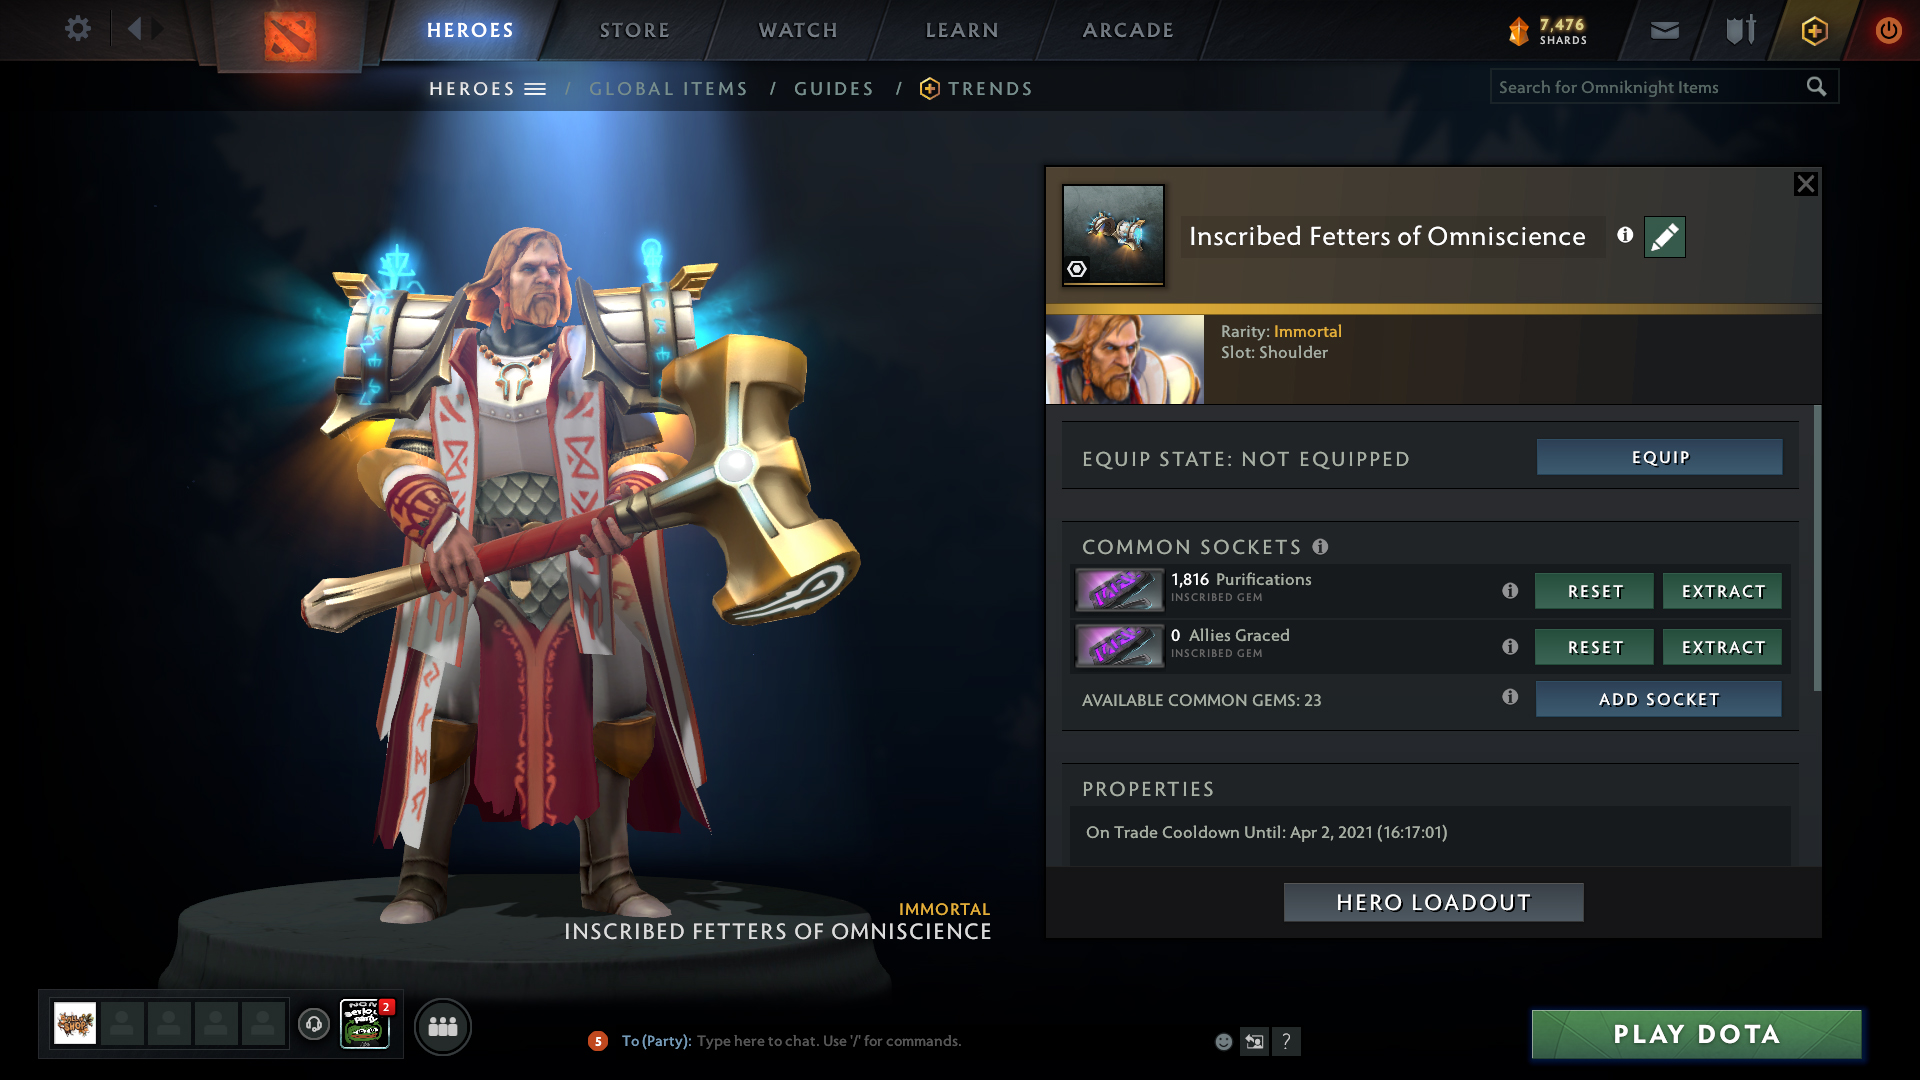 HEROES
STORE
WATCH
LEARN
ARCADE
7,476
SHARDS
HEROES / GLOBAL ITEMS / GUIDES / TRENDS
Search for Omniknight Items
Inscribed Fetters of Omniscience
Rarity: Immortal
Slot: Shoulder
EQUIP STATE: NOT EQUIPPED
EQUIP
COMMON SOCKETS
1,816 Purifications
INSCRIBED GEM
RESET
EXTRACT
0 Allies Graced
INSCRIBED GEM
RESET
EXTRACT
AVAILABLE COMMON GEMS: 23
ADD SOCKET
PROPERTIES
On Trade Cooldown Until: Apr 2, 2021 (16:17:01)
HERO LOADOUT
IMMORTAL
INSCRIBED FETTERS OF OMNISCIENCE
2
5
To (Party): Type here to chat. Use '/' for commands.
?
PLAY DOTA